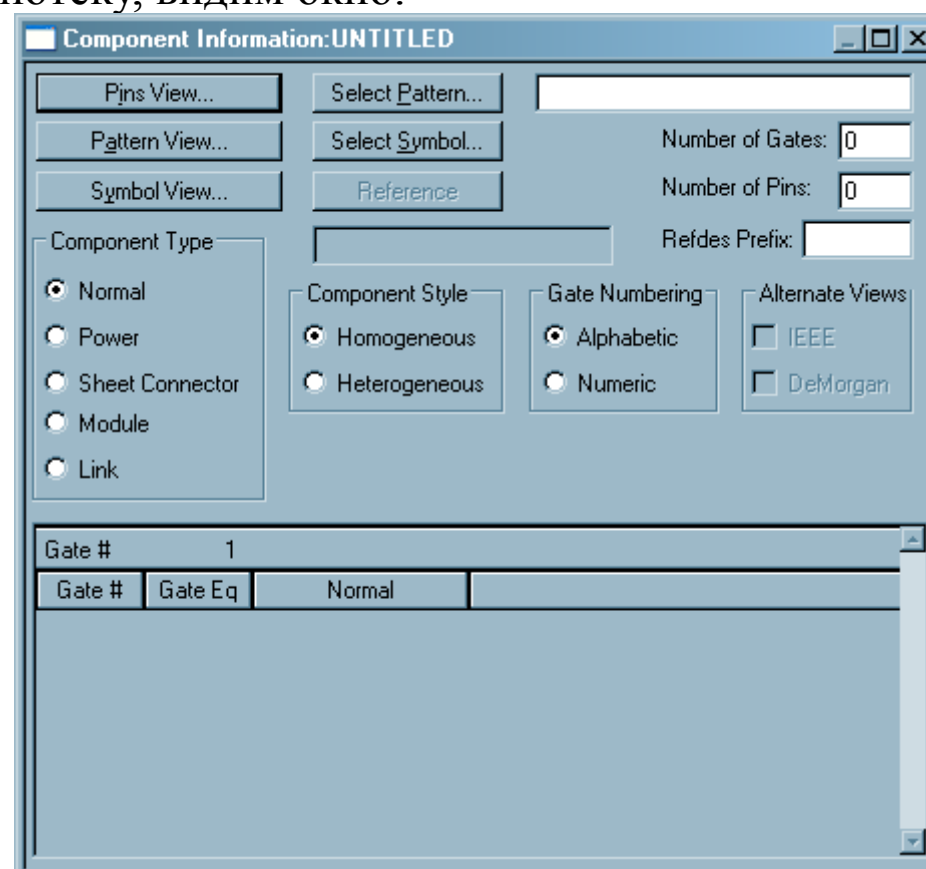 видим окно:
Component Information:UNTITLED
Pins View... Select Pattern...
Pattern View... Select Symbol... Number of Gates: 0
Symbol View... Reference Number of Pins: 0
Component Type Refdes Prefix:
Normal Component Style Gate Numbering Alternate Views
Power Homogeneous Alphabetic IEEE
Sheet Connector Heterogeneous Numeric DeMorgan
Module
Link
Gate # 1
Gate # Gate Eq Normal